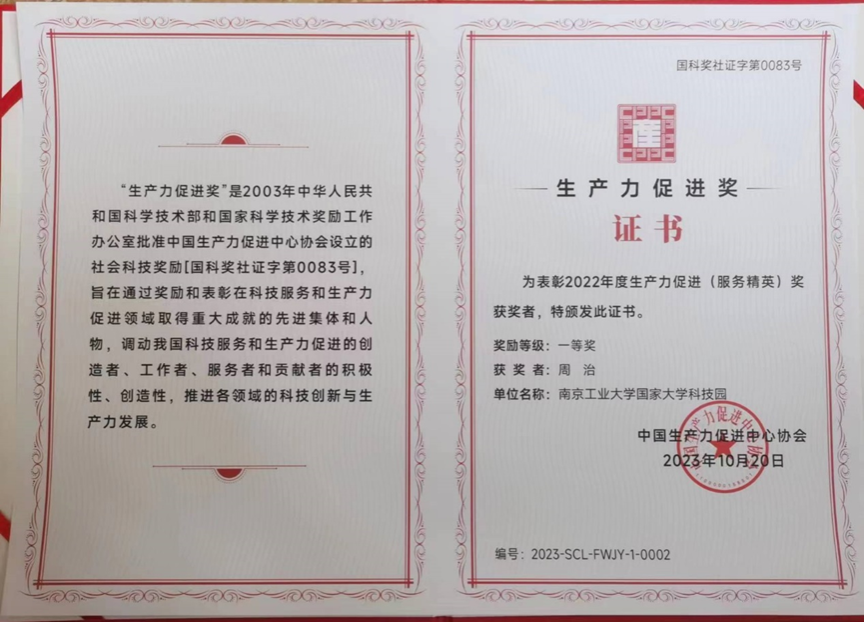 “生产力促进奖”是2003年中华人民共
和国科学技术部和国家科学技术奖励工作
办公室批准中国生产力促进中心协会设立的
社会科技奖励[国科奖社证字第0083号]，
旨在通过奖励和表彰在科技服务和生产力
促进领域取得重大成就的先进集体和人
物，调动我国科技服务和生产力促进的创
造者、工作者、服务者和贡献者的积极
性、创造性，推进各领域的科技创新与生
产力发展。
国科奖社证字第0083号
生产力促进奖
证书
为表彰2022年度生产力促进（服务精英）奖
获奖者，特颁发此证书。
奖励等级：一等奖
获 奖 者：周 治
单位名称：南京工业大学国家大学科技园
中国生产力促进中心协会
2023年10月20日
编号：2023-SCL-FWJY-1-0002